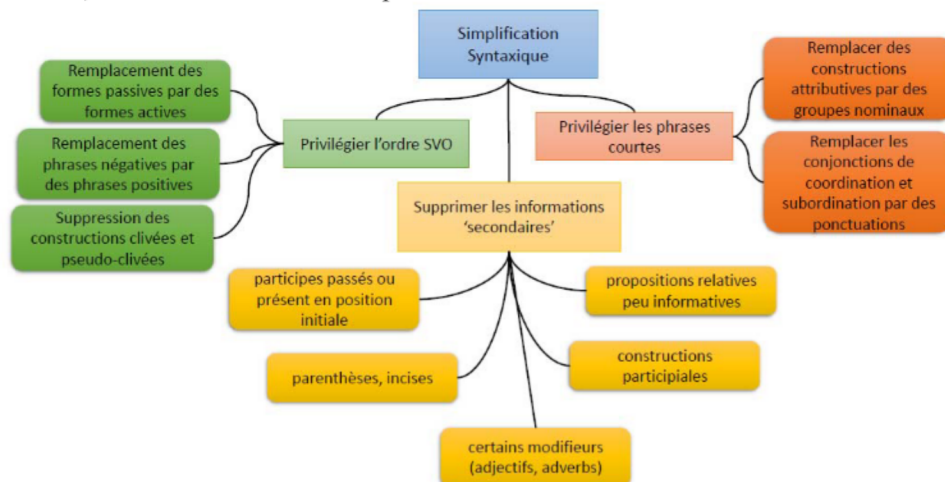 Simplification
Syntaxique
Remplacement des
formes passives par des
formes actives
Remplacement des
phrases négatives par
des phrases positives
Suppression des
constructions clivées et
pseudo-clivées
Privilégier l'ordre SVO
Privilégier les phrases
courtes
Remplacer des
constructions
attributives par des
groupes nominaux
Remplacer les
conjonctions de
coordination et
subordination par des
ponctuations
Supprimer les informations
'secondaires'
participes passés ou
présent en position
initiale
propositions relatives
peu informatives
parenthèses, incises
constructions
participiales
certains modifieurs
(adjectifs, adverbs)